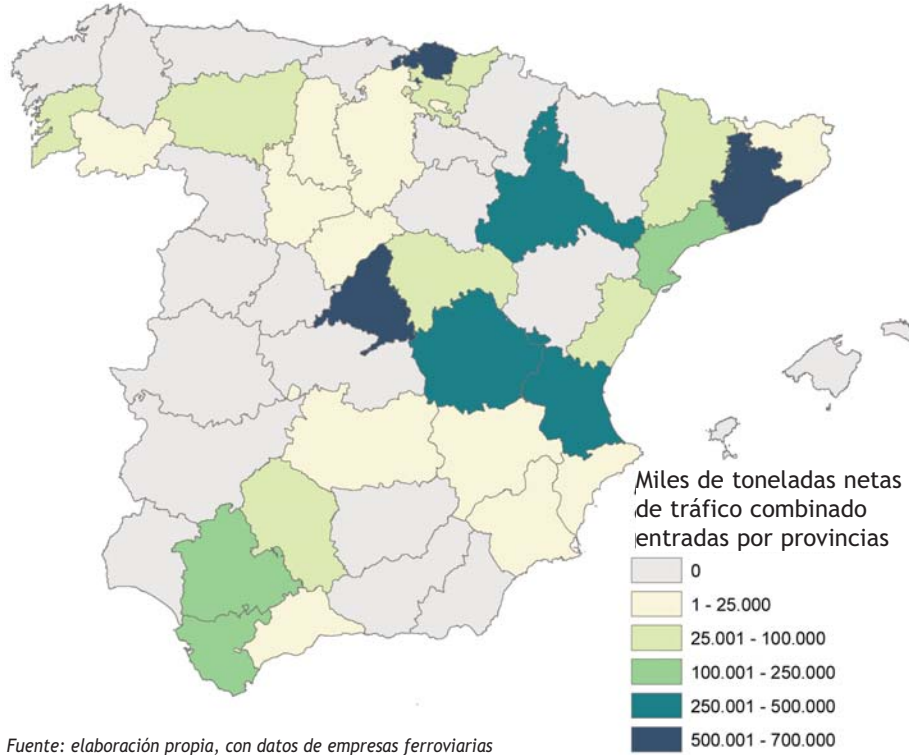 Miles de toneladas netas
de tráfico combinado
entradas por provincias
0
1 - 25.000
25.001 - 100.000
100.001 - 250.000
250.001 - 500.000
500.001 - 700.000
Fuente: elaboración propia, con datos de empresas ferroviarias